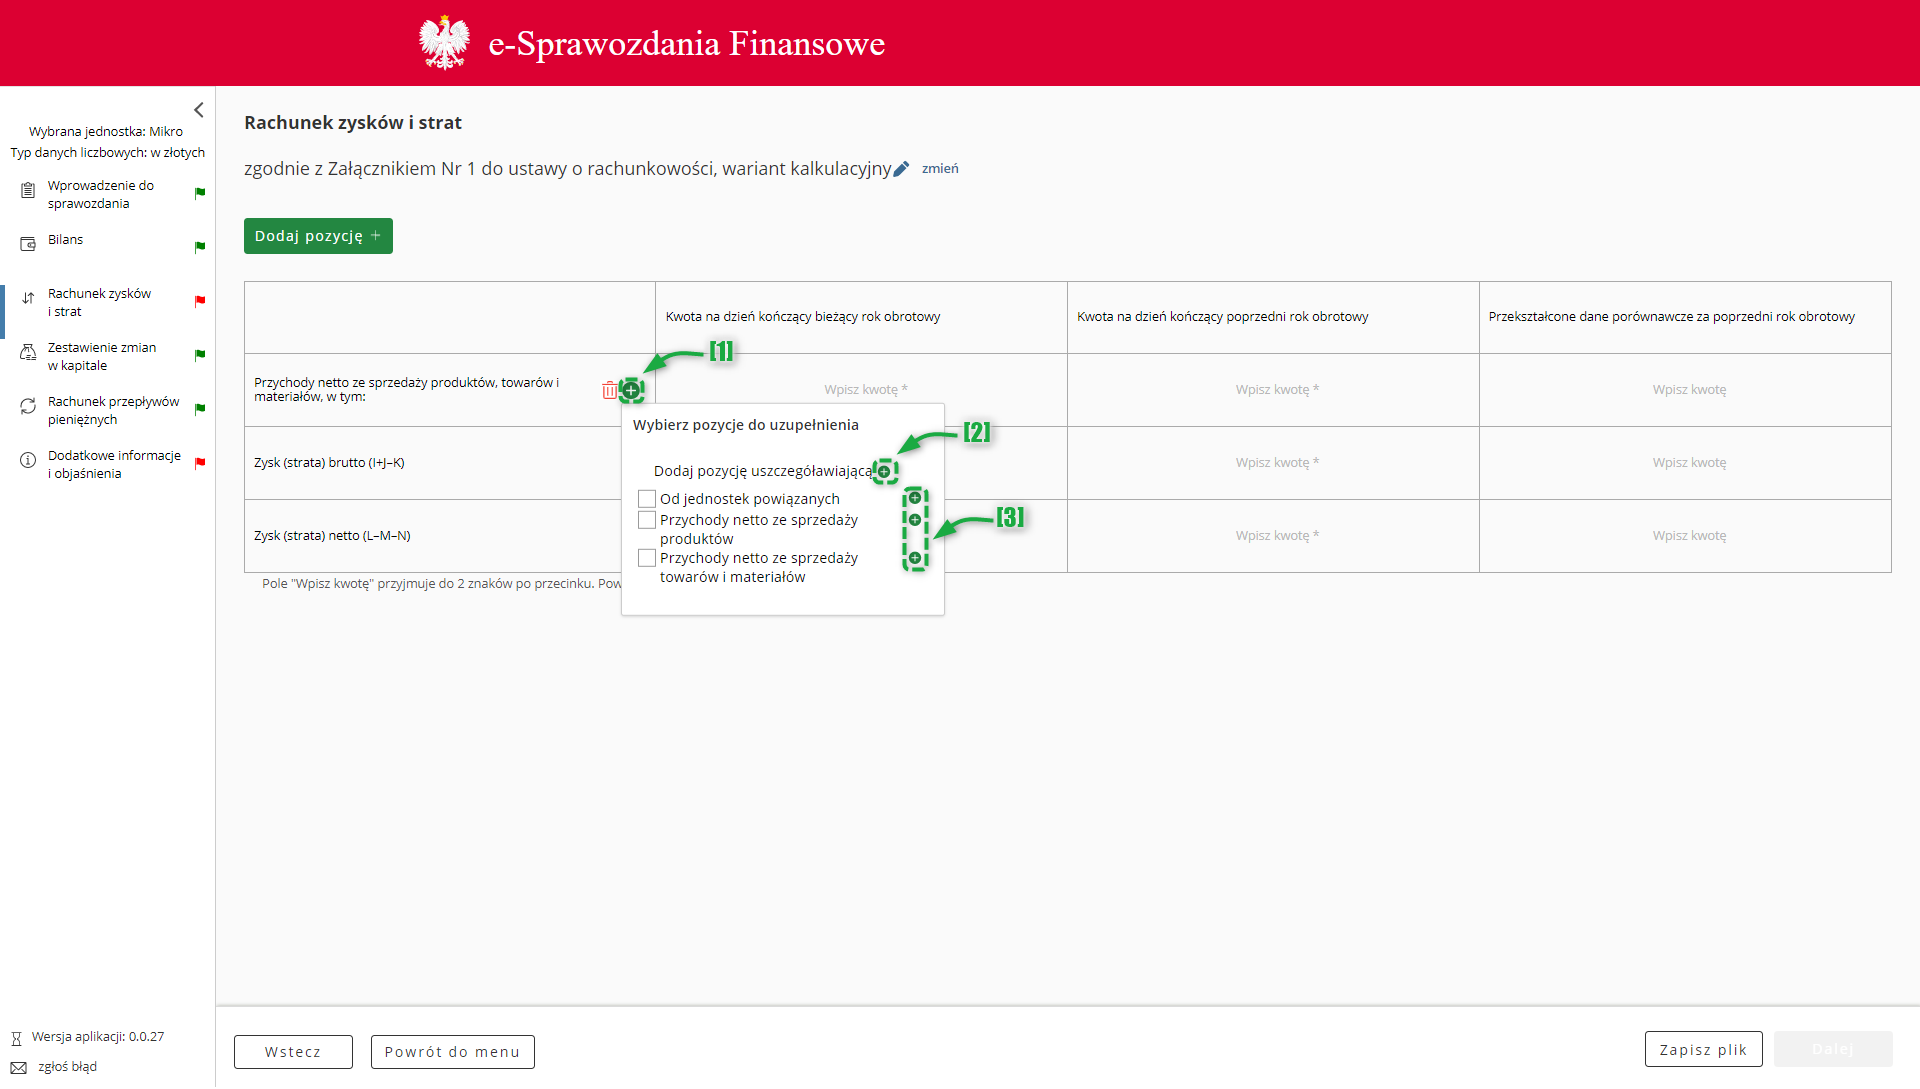 e-Sprawozdania Finansowe
Wybrana jednostka: Mikro
Typ danych liczbowych: w złotych
Wprowadzenie do
sprawozdania
Bilans
Rachunek zysków
i strat
Zestawienie zmian
w kapitale
Rachunek przepływów
pieniężnych
Dodatkowe informacje
i objaśnienia
Wersja aplikacji: 0.0.27
zgłoś błąd
Rachunek zysków i strat
zgodnie z Załącznikiem Nr 1 do ustawy o rachunkowości, wariant kalkulacyjny zmień
Dodaj pozycję +
Kwota na dzień kończący bieżący rok obrotowy
Kwota na dzień kończący poprzedni rok obrotowy
Przekształcone dane porównawcze za poprzedni rok obrotowy
[1]
Przychody netto ze sprzedaży produktów, towarów i
materiałów, w tym:
Wpisz kwotę *
Wpisz kwotę *
Wpisz kwotę
Wybierz pozycje do uzupełnienia
[2]
Dodaj pozycję uszczegóławiającą
Od jednostek powiązanych
Przychody netto ze sprzedaży
produktów
[3]
Przychody netto ze sprzedaży
towarów i materiałów
Zysk (strata) brutto (I+J–K)
Wpisz kwotę *
Wpisz kwotę
Zysk (strata) netto (L–M–N)
Wpisz kwotę *
Wpisz kwotę
Pole "Wpisz kwotę" przyjmuje do 2 znaków po przecinku. Pow
Wstecz
Powrót do menu
Zapisz plik
Dalej